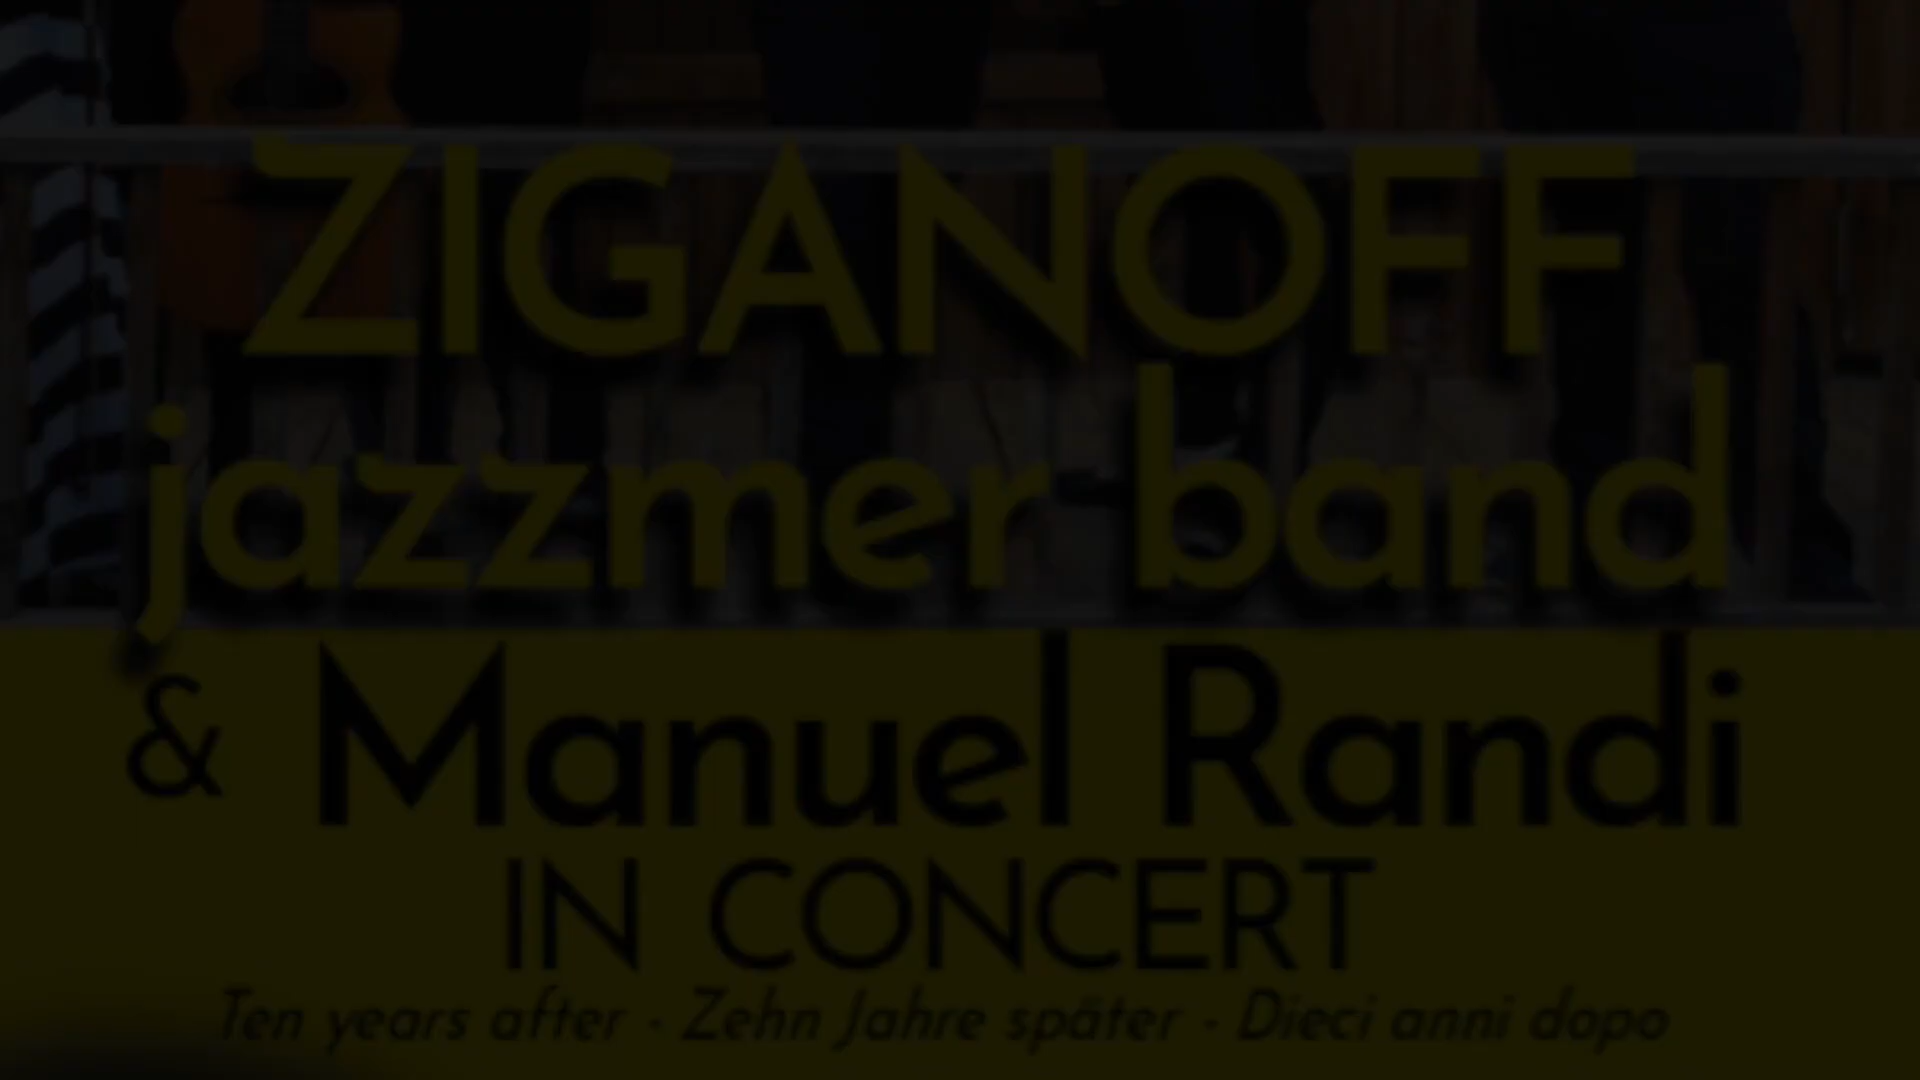 ZIGANOFF
jazzmer band
& Manuel Randi
IN CONCERT
Ten years after - Zehn Jahre später - Dieci anni dopo